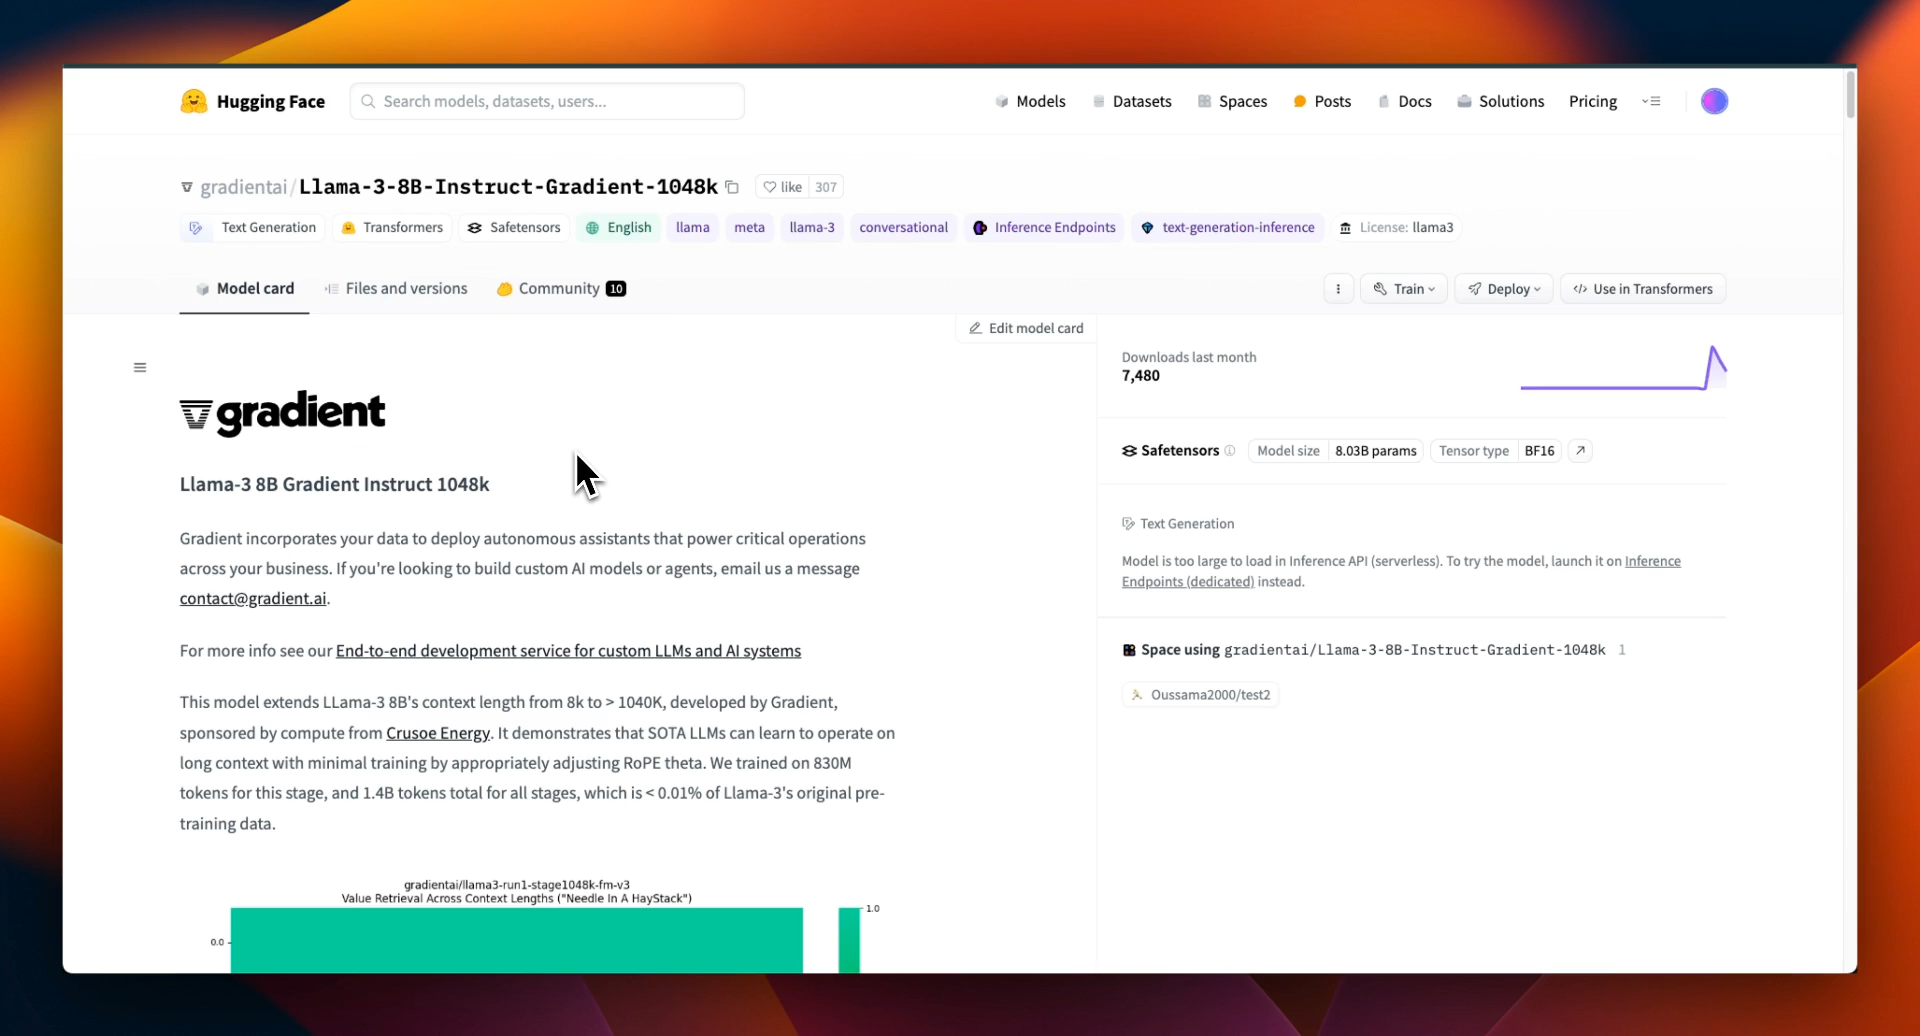 Hugging Face
Search models, datasets, users...
Models
Datasets
Spaces
Posts
Docs
Solutions
Pricing
gradientai/Llama-3-8B-Instruct-Gradient-1048k
like 307
Text Generation
Transformers
Safetensors
English
llama
meta
llama-3
conversational
Inference Endpoints
text-generation-inference
License: llama3
Model card
Files and versions
Community 10
Train
Deploy
Use in Transformers
Edit model card
gradient
Llama-3 8B Gradient Instruct 1048k
Gradient incorporates your data to deploy autonomous assistants that power critical operations
across your business. If you're looking to build custom AI models or agents, email us a message
contact@gradient.ai.
For more info see our End-to-end development service for custom LLMs and AI systems
This model extends LLama-3 8B's context length from 8k to > 1040K, developed by Gradient,
sponsored by compute from Crusoe Energy. It demonstrates that SOTA LLMs can learn to operate on
long context with minimal training by appropriately adjusting RoPE theta. We trained on 830M
tokens for this stage, and 1.4B tokens total for all stages, which is < 0.01% of Llama-3's original pre-
training data.
gradientai/llama3-run1-stage1048k-fm-v3
Value Retrieval Across Context Lengths ("Needle In A HayStack")
1.0
0.0
Downloads last month
7,480
Safetensors
Model size 8.03B params
Tensor type BF16
Text Generation
Model is too large to load in Inference API (serverless). To try the model, launch it on Inference
Endpoints (dedicated) instead.
Space using gradientai/Llama-3-8B-Instruct-Gradient-1048k 1
Oussama2000/test2